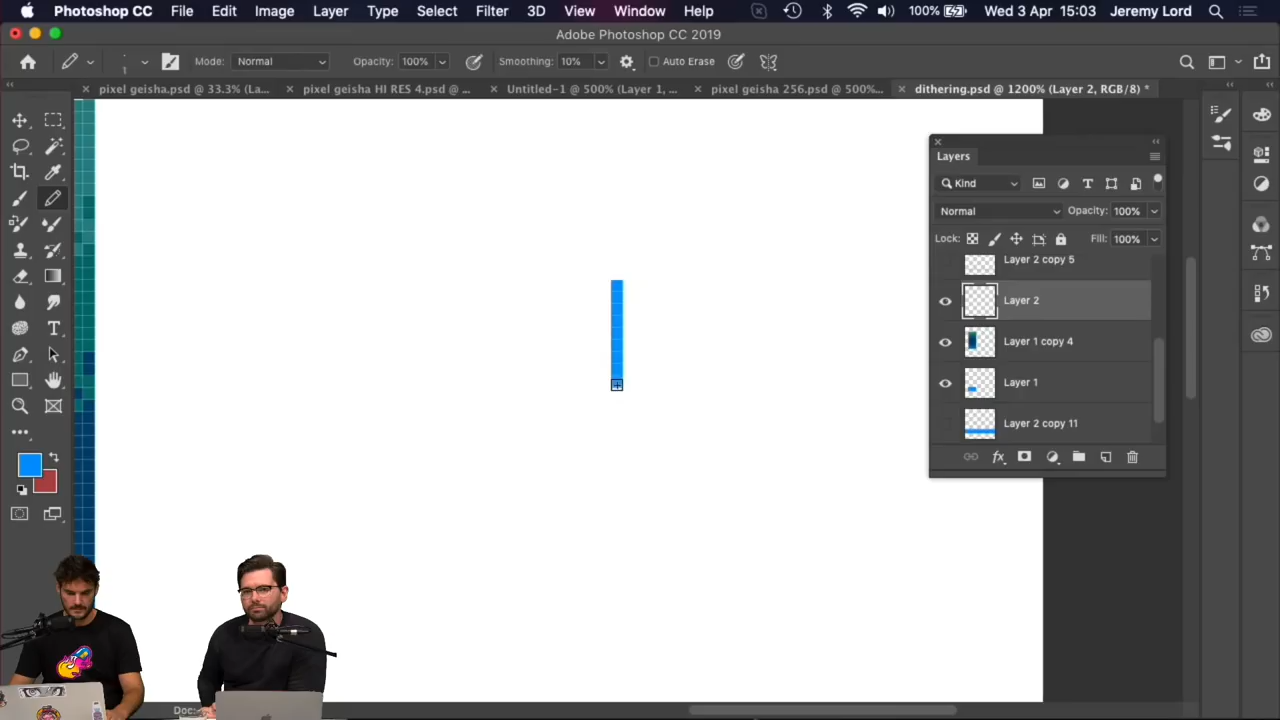 Photoshop CC File Edit Image Layer Type Select Filter 3D View Window Help 100% Wed 3 Apr 15:03 Jeremy Lord
Adobe Photoshop CC 2019
1 Mode: Normal Opacity: 100% Smoothing: 10% Auto Erase
pixel geisha.psd @ 33.3% (La... pixel geisha HI RES 4.psd @ ... Untitled-1 @ 500% (Layer 1, ... pixel geisha 256.psd @ 500%... dithering.psd @ 1200% (Layer 2, RGB/8) *
Layers
Kind
Normal Opacity: 100%
Lock: Fill: 100%
Layer 2 copy 5
Layer 2
Layer 1 copy 4
Layer 1
Layer 2 copy 11
fx
Doc: